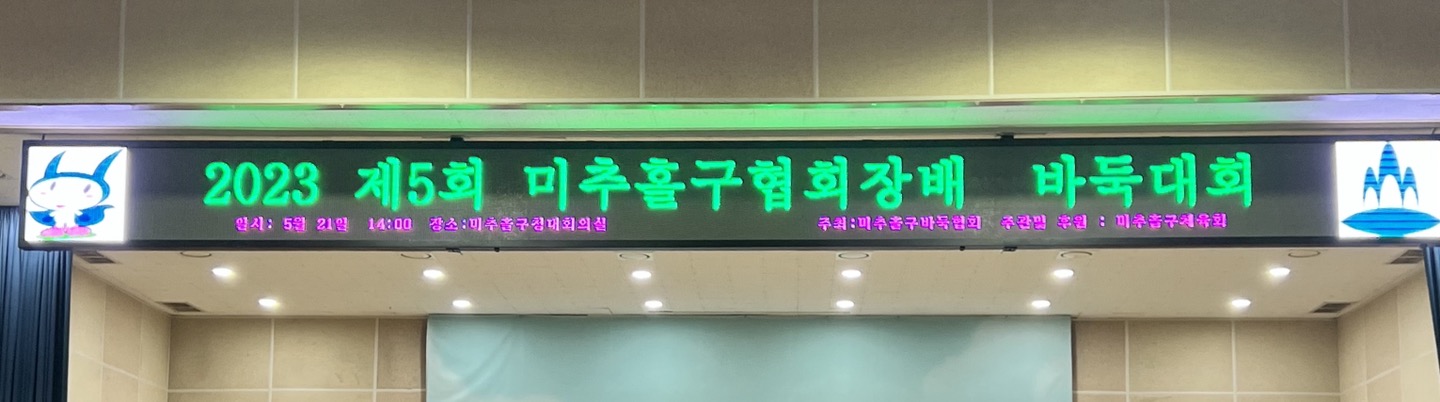 2023 제5회 미추홀구협회장배 바둑대회
일시: 5월 21일 14:00 장소:미추홀구청대회의실 주최:미추홀구바둑협회 주관및 후원 : 미추홀구체육회